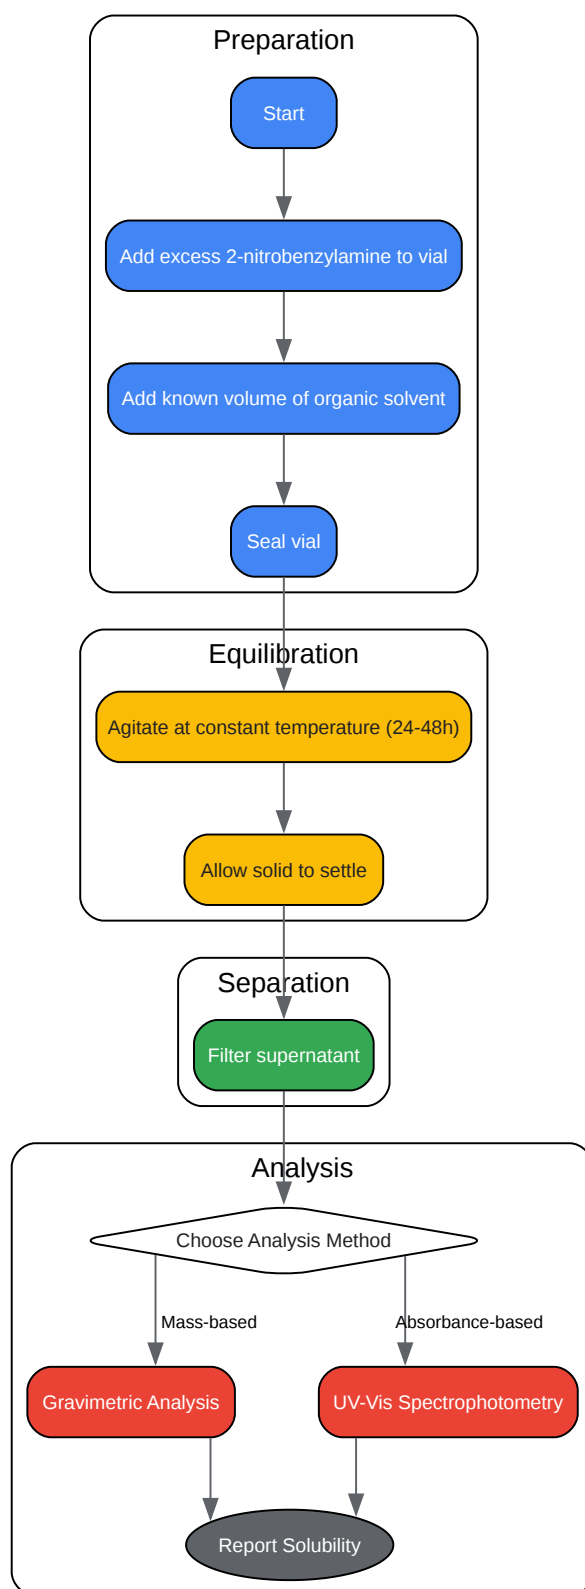 Preparation
Start
Add excess 2-nitrobenzylamine to vial
Add known volume of organic solvent
Seal vial
Equilibration
Agitate at constant temperature (24-48h)
Allow solid to settle
Separation
Filter supernatant
Analysis
Choose Analysis Method
Mass-based
Absorbance-based
Gravimetric Analysis
UV-Vis Spectrophotometry
Report Solubility